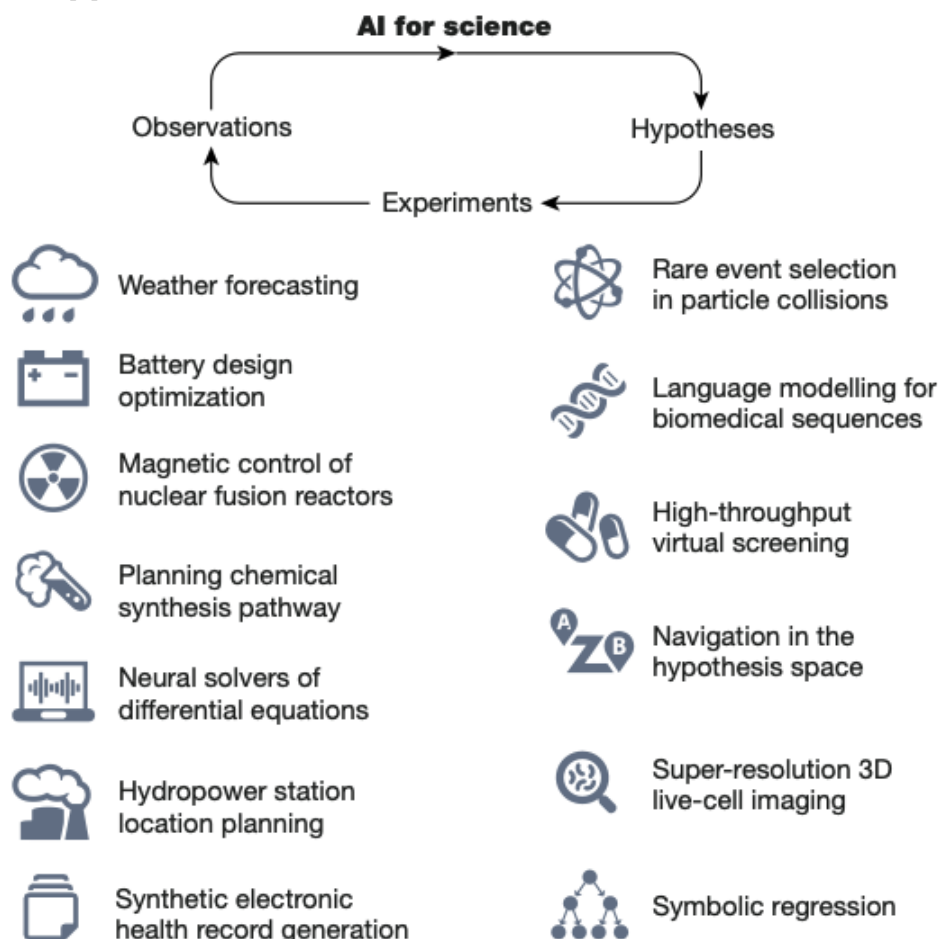 AI for science
Observations
Hypotheses
Experiments
Weather forecasting
Battery design
optimization
Magnetic control of
nuclear fusion reactors
Planning chemical
synthesis pathway
Neural solvers of
differential equations
Hydropower station
location planning
Synthetic electronic
health record generation
Rare event selection
in particle collisions
Language modelling for
biomedical sequences
High-throughput
virtual screening
A
B
Navigation in the
hypothesis space
Super-resolution 3D
live-cell imaging
Symbolic regression